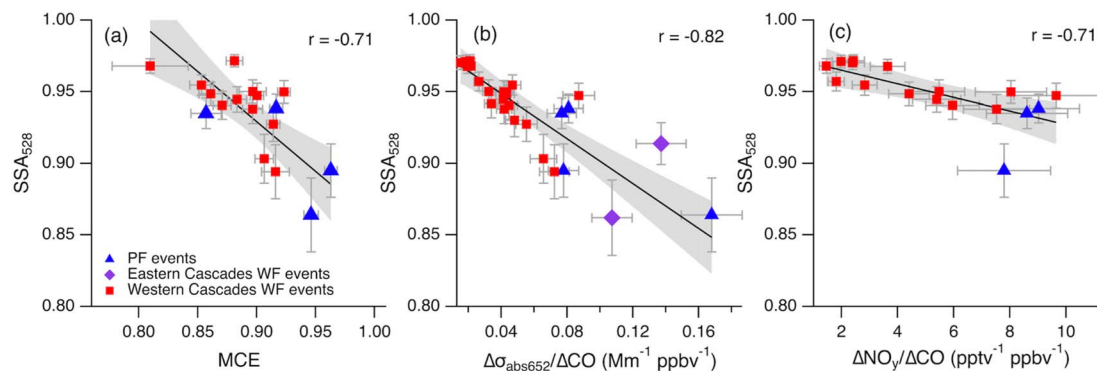 (a)
r = -0.71
SSA528
1.00
0.95
0.90
0.85
0.80
PF events
Eastern Cascades WF events
Western Cascades WF events
0.80 0.85 0.90 0.95 1.00
MCE
(b)
r = -0.82
SSA528
1.00
0.95
0.90
0.85
0.80
0.04 0.08 0.12 0.16
Δσabs652/ΔCO (Mm⁻¹ ppbv⁻¹)
(c)
r = -0.71
SSA528
1.00
0.95
0.90
0.85
0.80
2 4 6 8 10
ΔNOy/ΔCO (pptv⁻¹ ppbv⁻¹)